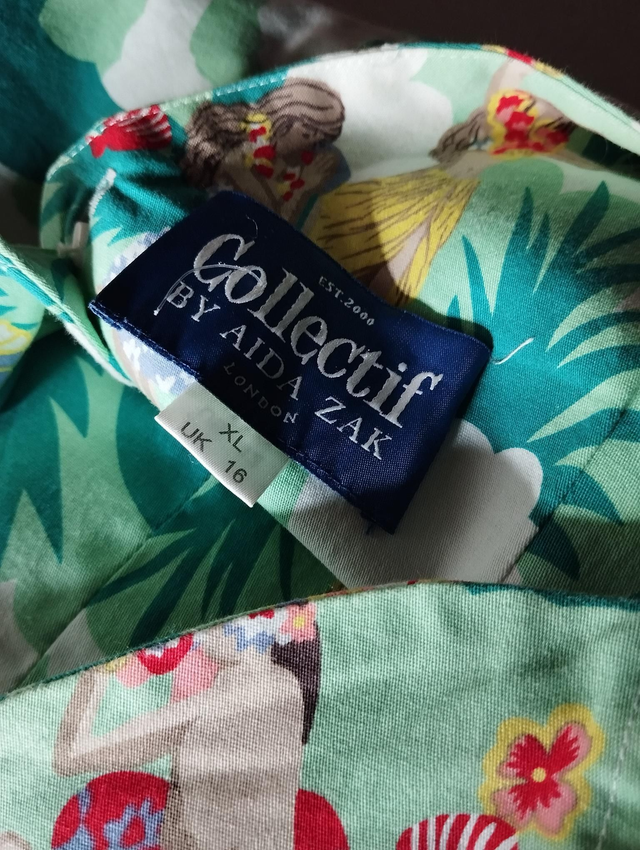 Collectif
EST.2000
BY AIDA ZAK
LONDON
XL
UK 16